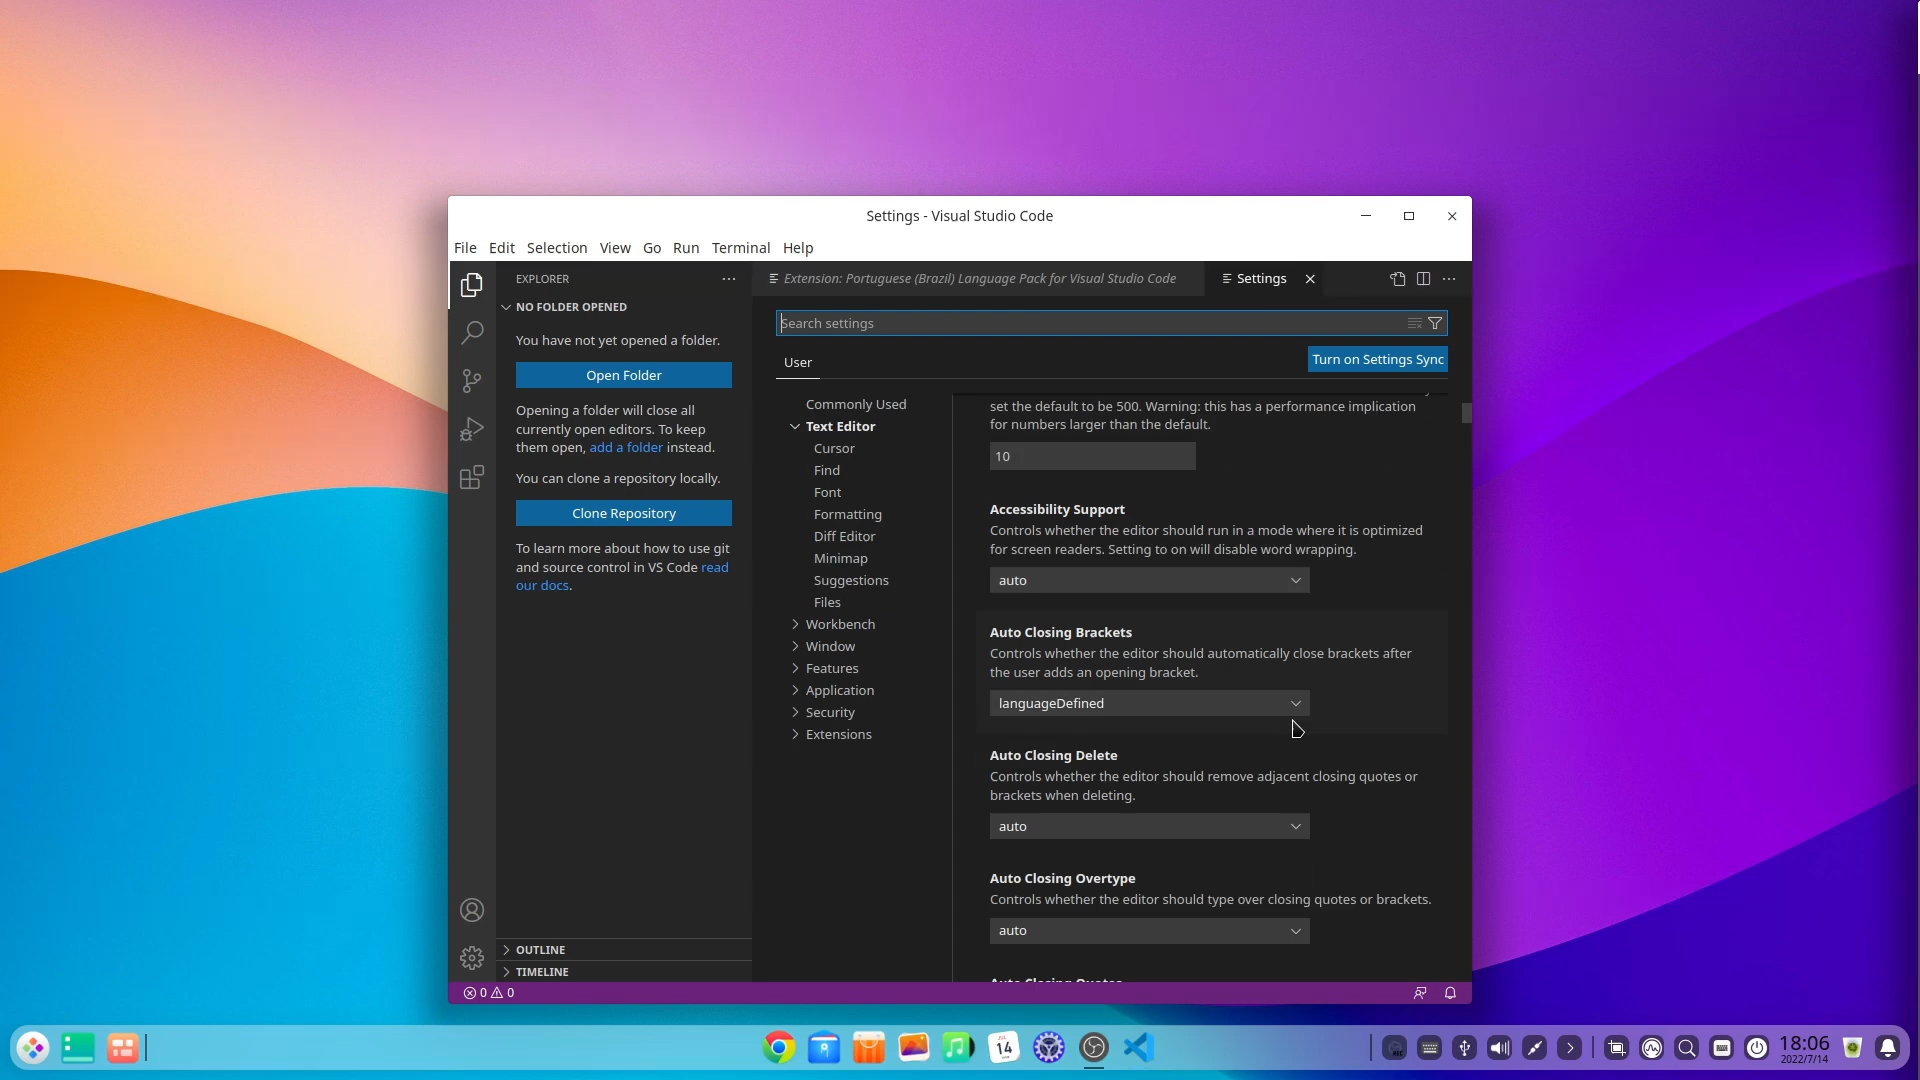 Settings - Visual Studio Code
File Edit Selection View Go Run Terminal Help
EXPLORER
NO FOLDER OPENED
You have not yet opened a folder.
Open Folder
Opening a folder will close all
currently open editors. To keep
them open, add a folder instead.
You can clone a repository locally.
Clone Repository
To learn more about how to use git
and source control in VS Code read
our docs.
OUTLINE
TIMELINE
Extension: Portuguese (Brazil) Language Pack for Visual Studio Code
Settings
Search settings
User
Turn on Settings Sync
Commonly Used
Text Editor
Cursor
Find
Font
Formatting
Diff Editor
Minimap
Suggestions
Files
Workbench
Window
Features
Application
Security
Extensions
set the default to be 500. Warning: this has a performance implication
for numbers larger than the default.
10
Accessibility Support
Controls whether the editor should run in a mode where it is optimized
for screen readers. Setting to on will disable word wrapping.
auto
Auto Closing Brackets
Controls whether the editor should automatically close brackets after
the user adds an opening bracket.
languageDefined
Auto Closing Delete
Controls whether the editor should remove adjacent closing quotes or
brackets when deleting.
auto
Auto Closing Overtype
Controls whether the editor should type over closing quotes or brackets.
auto
Auto Closing Quotes
0 0
14
18:06
2022/7/14